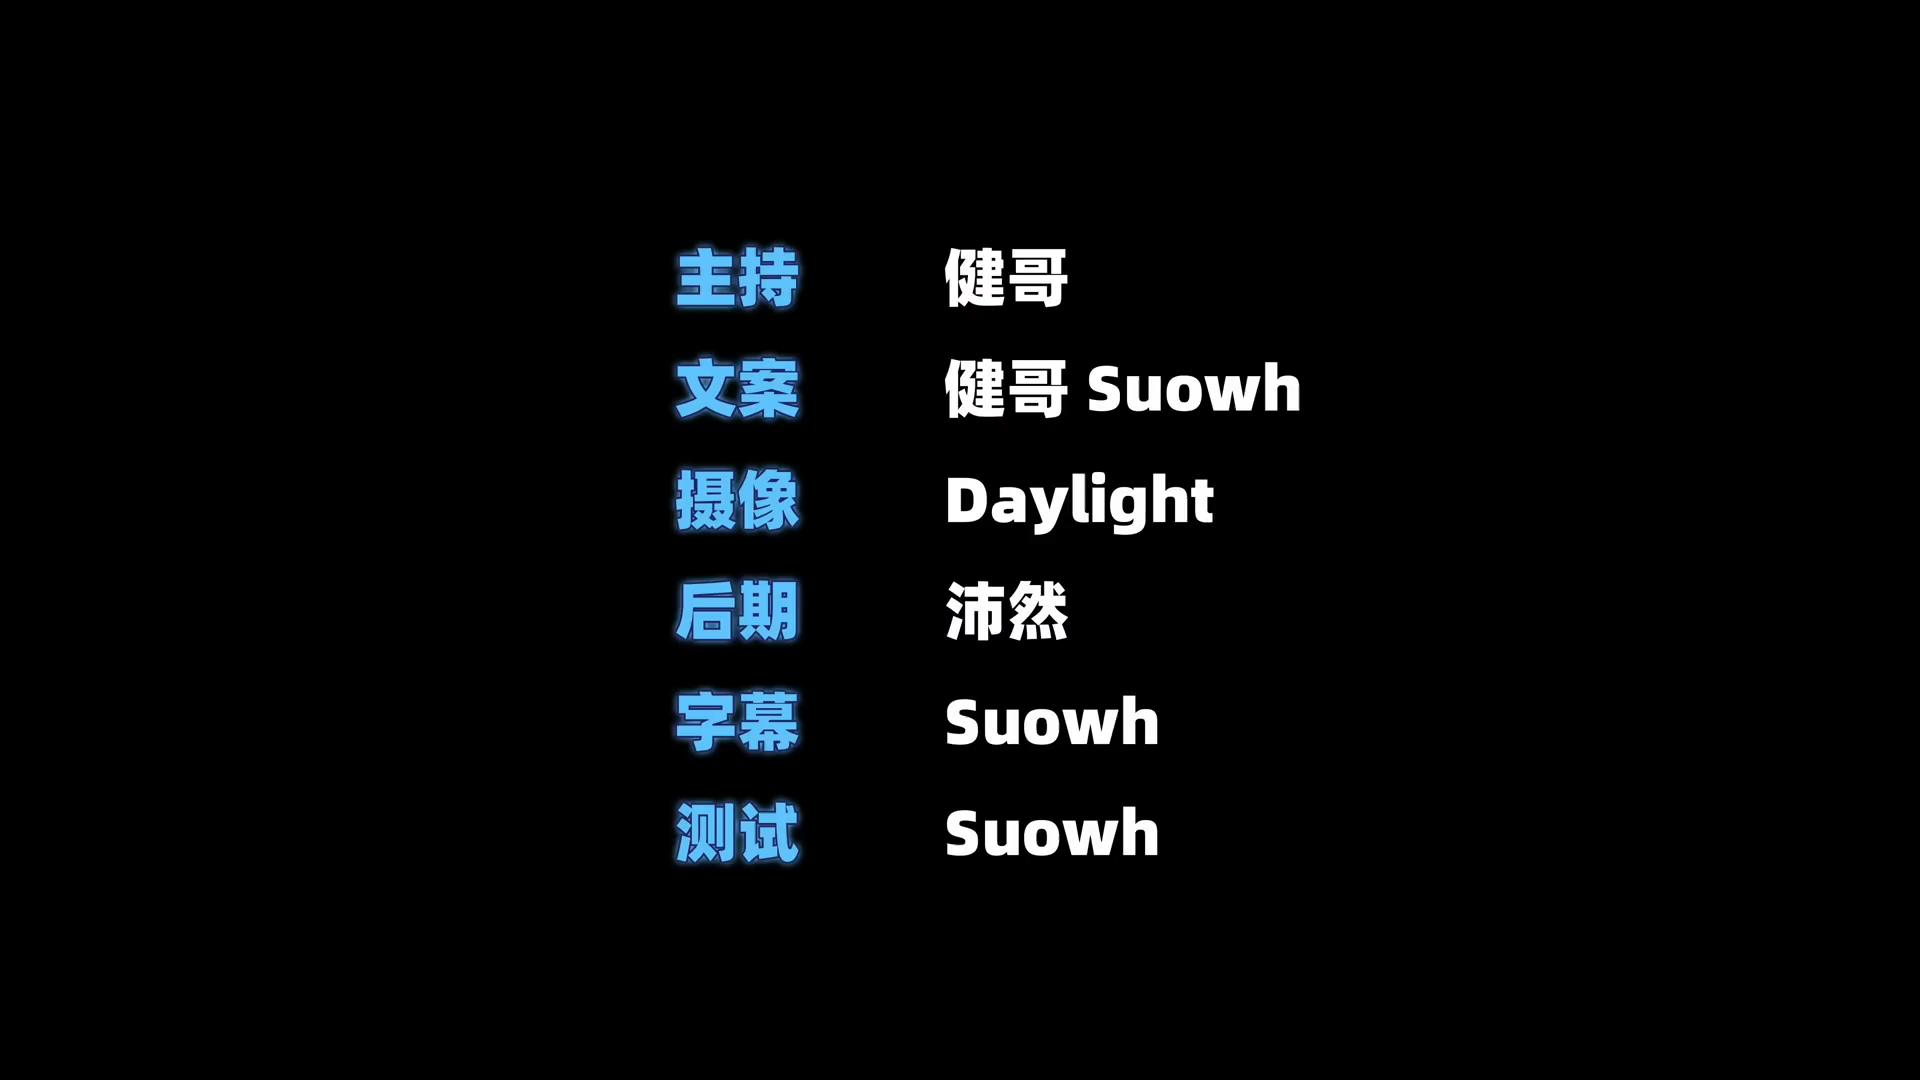 主持 健哥
文案 健哥 Suowh
摄像 Daylight
后期 沛然
字幕 Suowh
测试 Suowh